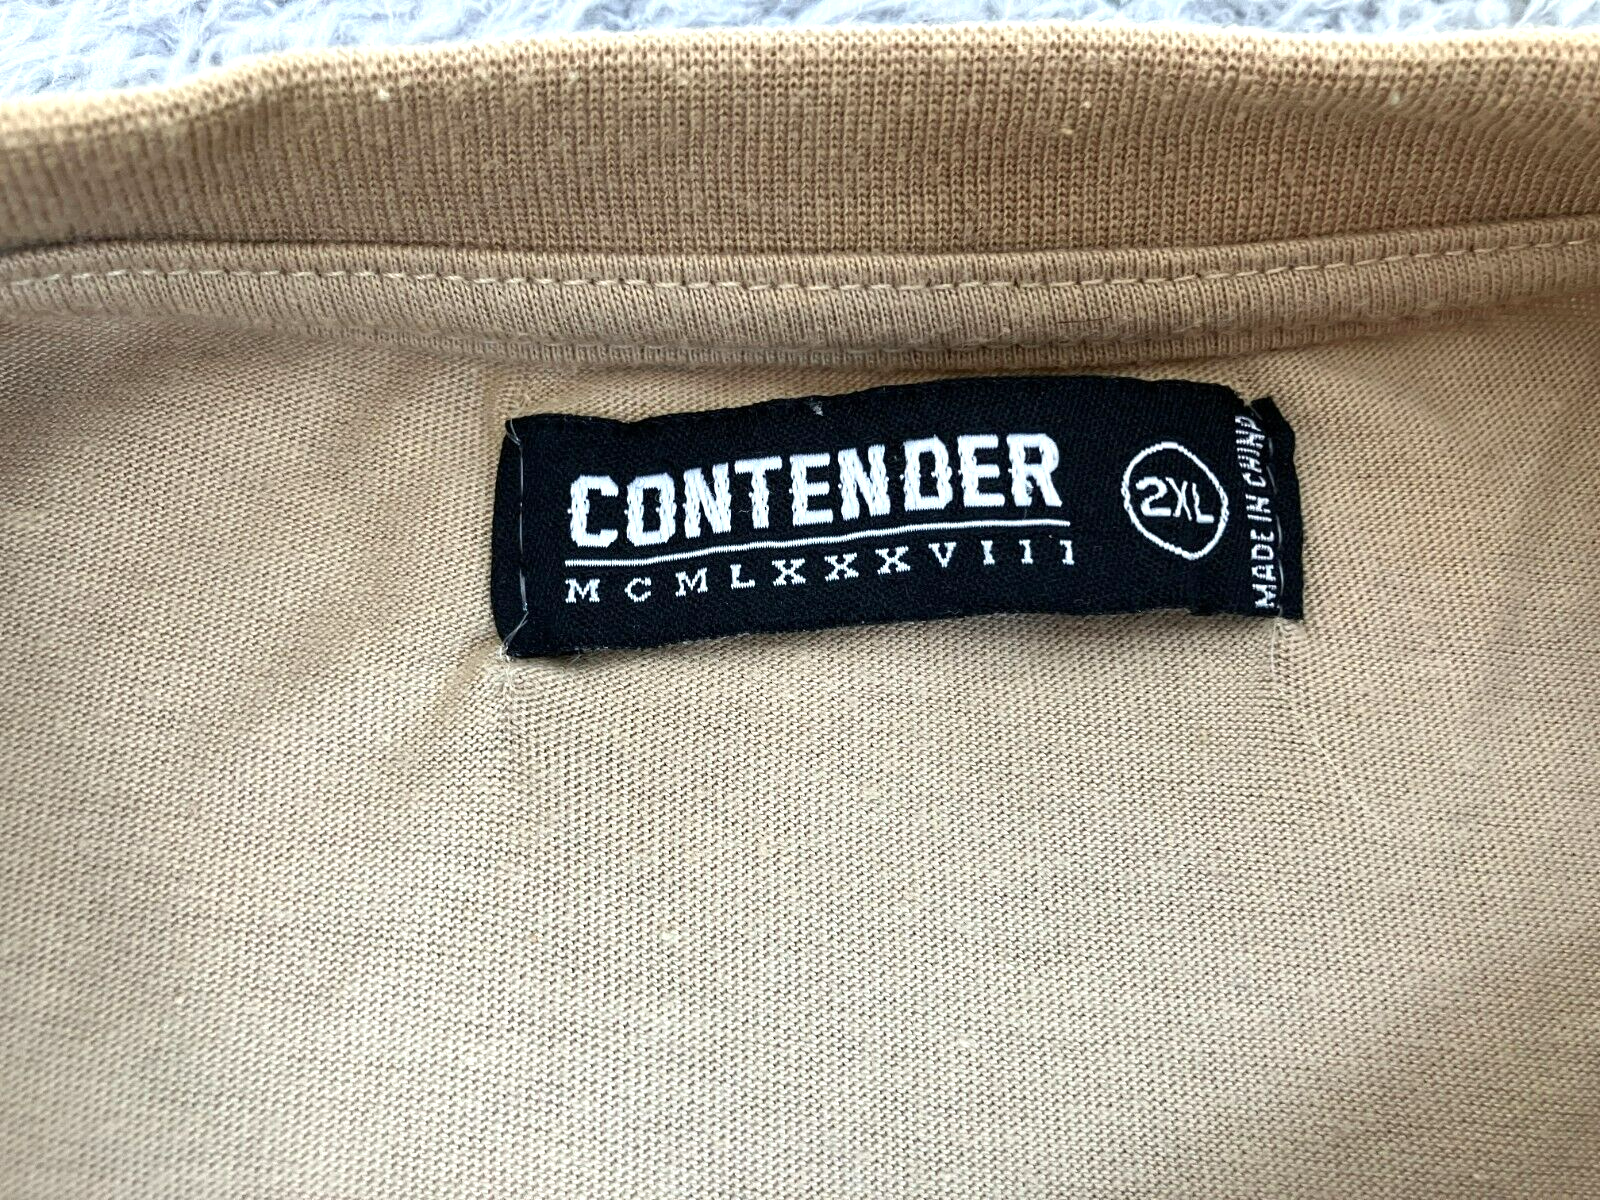 CONTENDER
MCMLXXXVIII
2XL
MADE IN CHINA